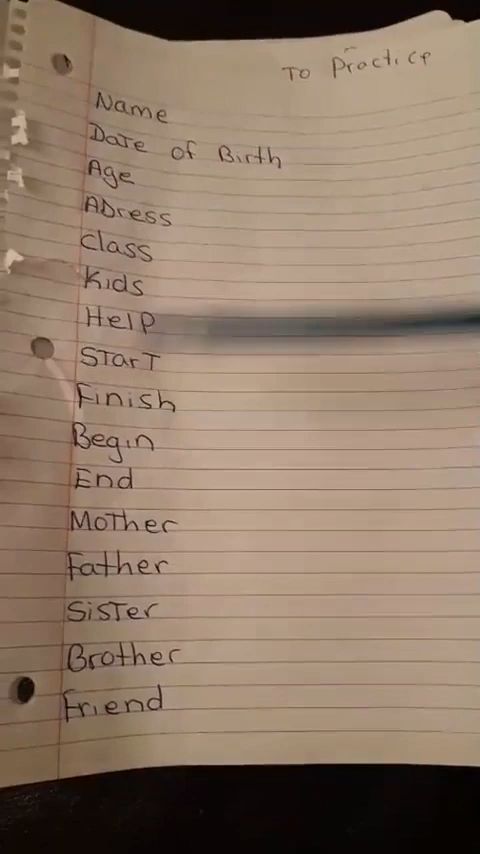 To Practice
Name
Date of Birth
Age
ADress
Class
Kids
Help
Start
Finish
Begin
End
Mother
Father
Sister
Brother
Friend